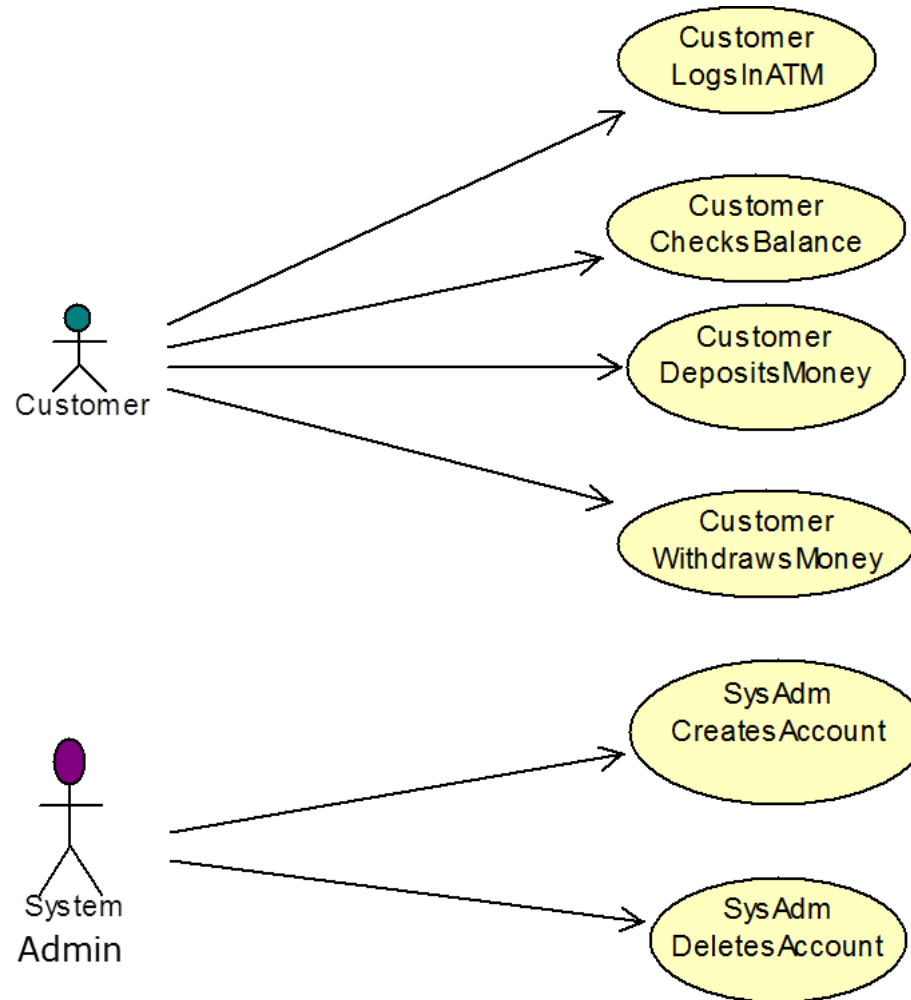 Customer
LogsInATM
Customer
ChecksBalance
Customer
DepositsMoney
Customer
Customer
WithdrawsMoney
SysAdm
CreatesAccount
System
Admin
SysAdm
DeletesAccount